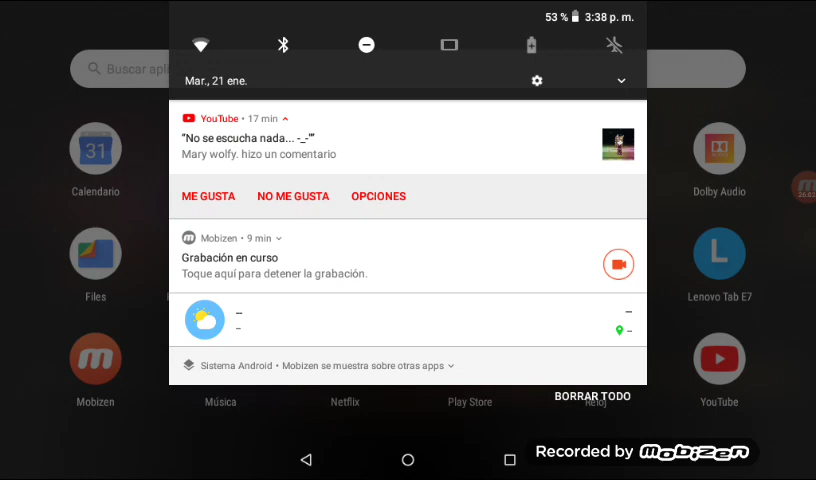 53 % 3:38 p. m.
Buscar apli
Mar., 21 ene.
YouTube • 17 min
"No se escucha nada... -_-""
Mary wolfy. hizo un comentario
ME GUSTA NO ME GUSTA OPCIONES
31
Calendario
Dolby Audio
Mobizen • 9 min
Grabación en curso
Toque aquí para detener la grabación.
Files
L
Lenovo Tab E7
--
--
--
--
Sistema Android • Mobizen se muestra sobre otras apps
BORRAR TODO
Mobizen
Música
Netflix
Play Store
Reloj
YouTube
Recorded by mobizen